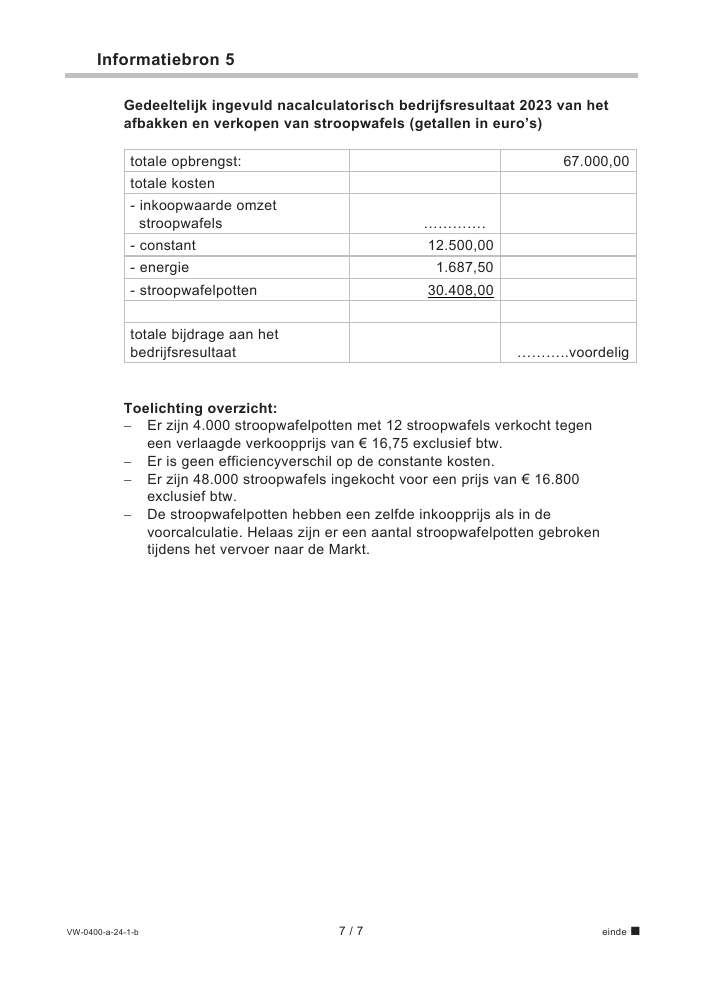 Informatiebron 5
Gedeeltelijk ingevuld nacalculatorisch bedrijfsresultaat 2023 van het
afbakken en verkopen van stroopwafels (getallen in euro’s)
totale opbrengst: 67.000,00
totale kosten
- inkoopwaarde omzet
stroopwafels ………….
- constant 12.500,00
- energie 1.687,50
- stroopwafelpotten 30.408,00
totale bijdrage aan het
bedrijfsresultaat ………..voordelig
Toelichting overzicht:
– Er zijn 4.000 stroopwafelpotten met 12 stroopwafels verkocht tegen
een verlaagde verkoopprijs van € 16,75 exclusief btw.
– Er is geen efficiencyverschil op de constante kosten.
– Er zijn 48.000 stroopwafels ingekocht voor een prijs van € 16.800
exclusief btw.
– De stroopwafelpotten hebben een zelfde inkoopprijs als in de
voorcalculatie. Helaas zijn er een aantal stroopwafelpotten gebroken
tijdens het vervoer naar de Markt.
VW-0400-a-24-1-b 7 / 7 einde ■